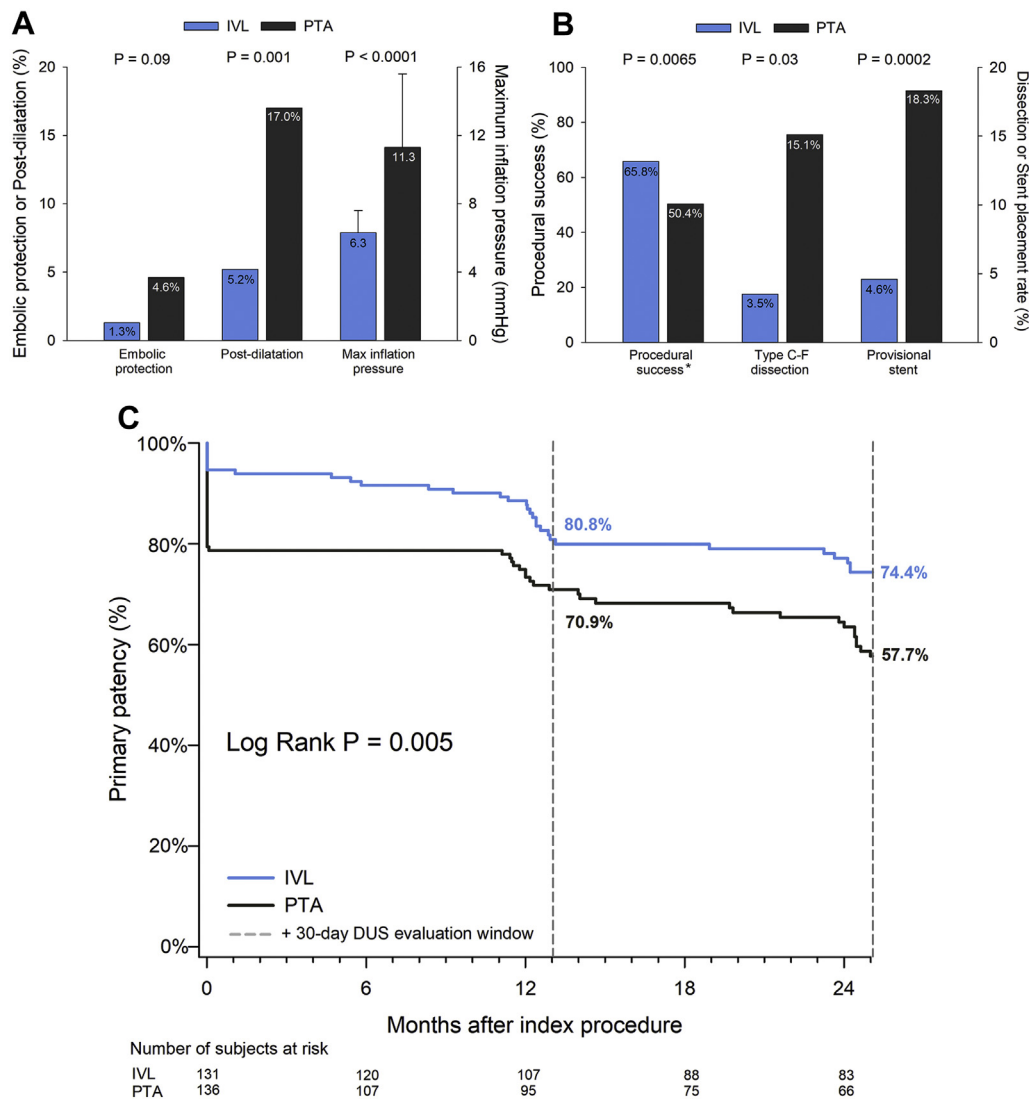 A
IVL PTA
P = 0.09 P = 0.001 P < 0.0001
Embolic protection or Post-dilatation (%)
20
15
10
5
0
1.3%
4.6%
5.2%
17.0%
6.3
11.3
16
12
8
4
0
Maximum inflation pressure (mmHg)
Embolic protection
Post-dilatation
Max inflation pressure
B
IVL PTA
P = 0.0065 P = 0.03 P = 0.0002
Procedural success (%)
100
80
60
40
20
0
65.8%
50.4%
3.5%
15.1%
4.6%
18.3%
20
15
10
5
0
Dissection or Stent placement rate (%)
Procedural success*
Type C-F dissection
Provisional stent
C
Primary patency (%)
100%
80%
60%
40%
20%
0%
80.8%
74.4%
70.9%
57.7%
Log Rank P = 0.005
IVL
PTA
+ 30-day DUS evaluation window
0 6 12 18 24
Months after index procedure
Number of subjects at risk
IVL 131 120 107 88 83
PTA 136 107 95 75 66